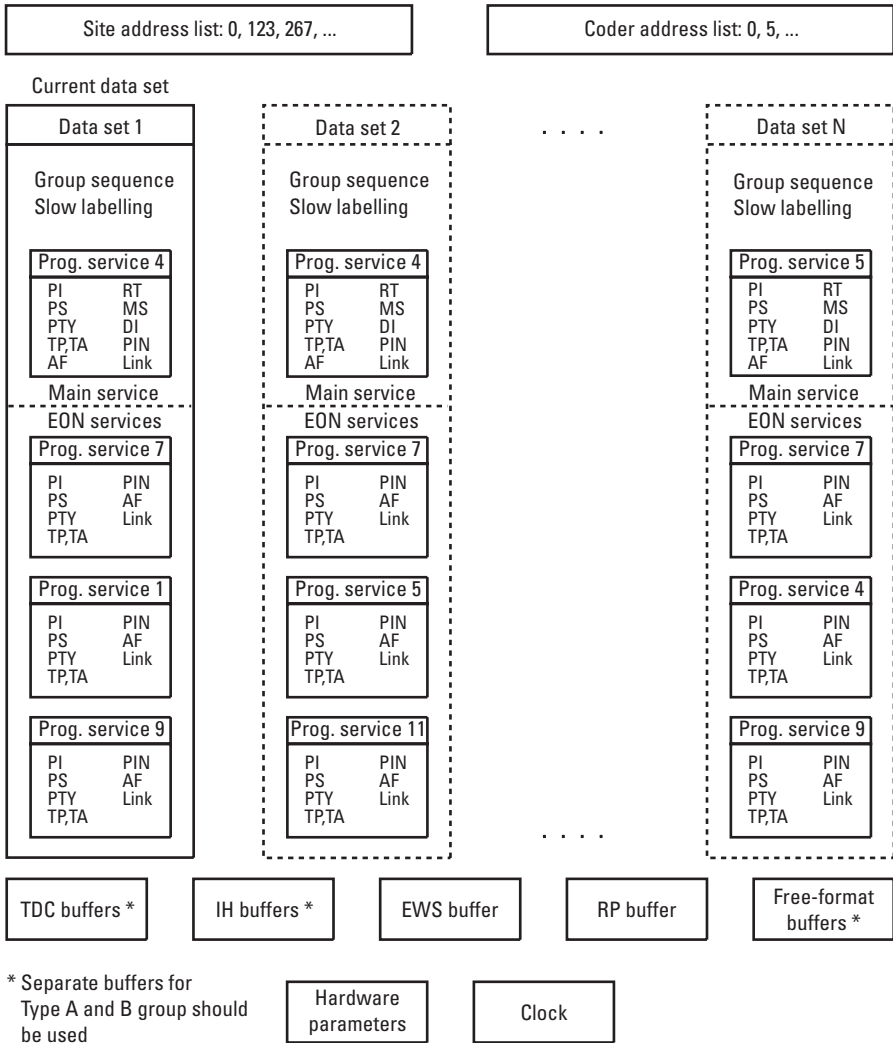 Site address list: 0, 123, 267, ...
Coder address list: 0, 5, ...
Current data set
Data set 1
Group sequence
Slow labelling
Prog. service 4
PI RT
PS MS
PTY DI
TP,TA PIN
AF Link
Main service
EON services
Prog. service 7
PI PIN
PS AF
PTY Link
TP,TA
Prog. service 1
PI PIN
PS AF
PTY Link
TP,TA
Prog. service 9
PI PIN
PS AF
PTY Link
TP,TA
Data set 2
Group sequence
Slow labelling
Prog. service 4
PI RT
PS MS
PTY DI
TP,TA PIN
AF Link
Main service
EON services
Prog. service 7
PI PIN
PS AF
PTY Link
TP,TA
Prog. service 5
PI PIN
PS AF
PTY Link
TP,TA
Prog. service 11
PI PIN
PS AF
PTY Link
TP,TA
. . . .
. . . .
Data set N
Group sequence
Slow labelling
Prog. service 5
PI RT
PS MS
PTY DI
TP,TA PIN
AF Link
Main service
EON services
Prog. service 7
PI PIN
PS AF
PTY Link
TP,TA
Prog. service 4
PI PIN
PS AF
PTY Link
TP,TA
Prog. service 9
PI PIN
PS AF
PTY Link
TP,TA
TDC buffers *
IH buffers *
EWS buffer
RP buffer
Free-format
buffers *
* Separate buffers for
Type A and B group should
be used
Hardware
parameters
Clock